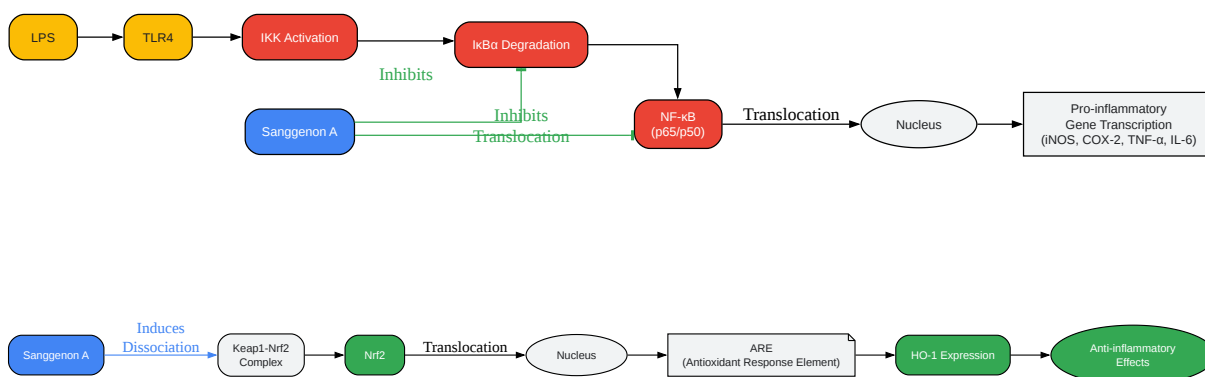 LPS
TLR4
IKK Activation
IκBα Degradation
Inhibits
Sanggenon A
Inhibits
Translocation
NF-κB
(p65/p50)
Translocation
Nucleus
Pro-inflammatory
Gene Transcription
(iNOS, COX-2, TNF-α, IL-6)
Sanggenon A
Induces
Dissociation
Keap1-Nrf2
Complex
Nrf2
Translocation
Nucleus
ARE
(Antioxidant Response Element)
HO-1 Expression
Anti-inflammatory
Effects